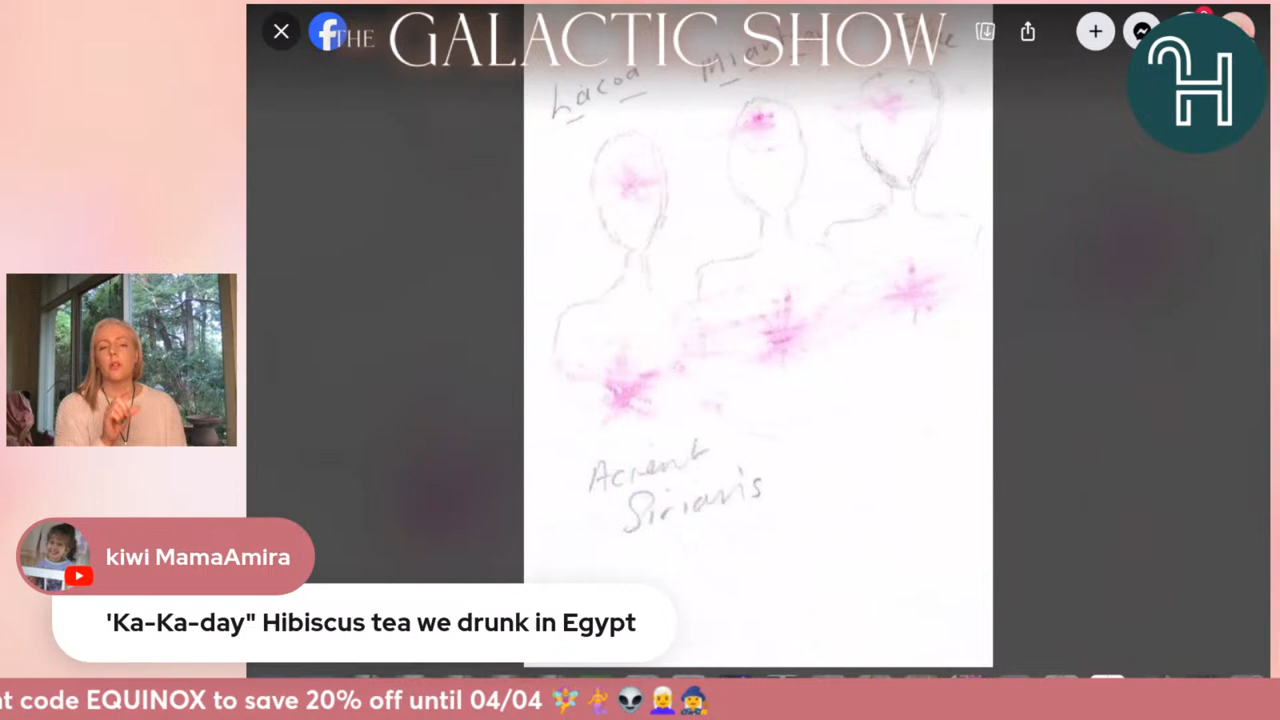 THE GALACTIC SHOW
H
Lacoa
Acrent
Sirians
kiwi MamaAmira
'Ka-Ka-day" Hibiscus tea we drunk in Egypt
t code EQUINOX to save 20% off until 04/04